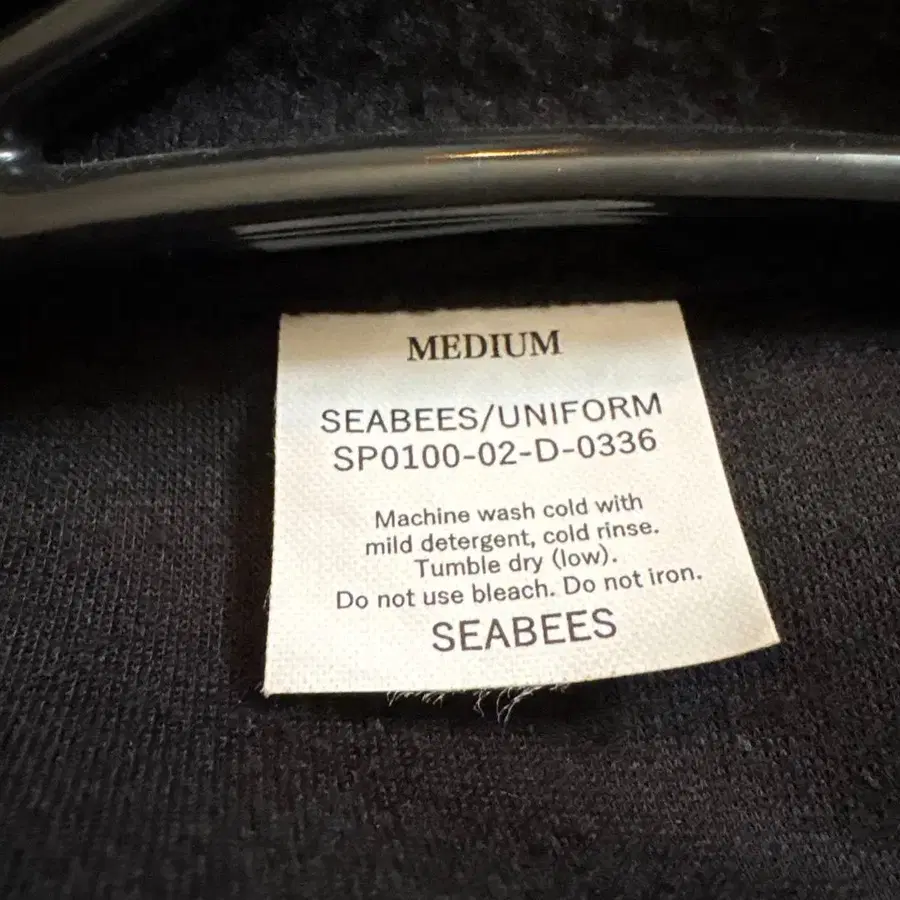 MEDIUM
SEABEES/UNIFORM
SP0100-02-D-0336
Machine wash cold with
mild detergent, cold rinse.
Tumble dry (low).
Do not use bleach. Do not iron.
SEABEES